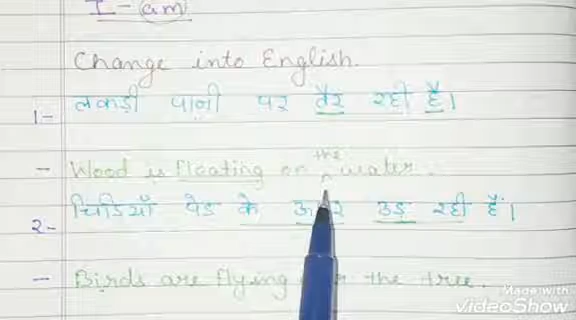 I - am
Change into English.
1- लकड़ी पानी पर तैर रही है।
- Wood is floating on the water.
2- चिडियाँ पेड के ऊपर उड़ रही हैं।
- Birds are flying the tree.
Made with
VideoShow